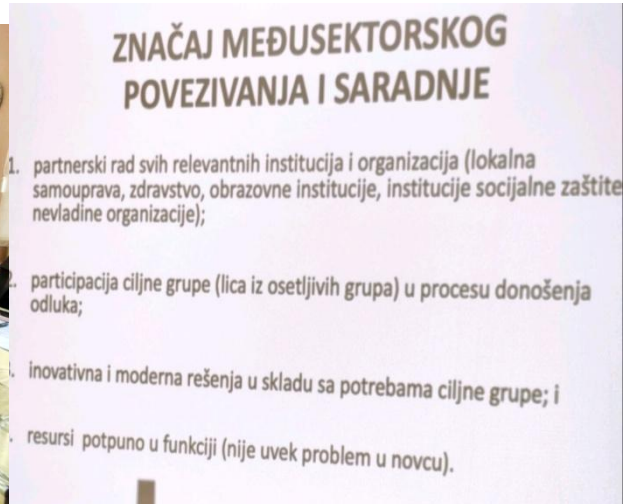 ZNAČAJ MEĐUSEKTORSKOG
POVEZIVANJA I SARADNJE
1. partnerski rad svih relevantnih institucija i organizacija (lokalna
samouprava, zdravstvo, obrazovne institucije, institucije socijalne zaštite
nevladine organizacije);
participacija ciljne grupe (lica iz osetljivih grupa) u procesu donošenja
odluka;
inovativna i moderna rešenja u skladu sa potrebama ciljne grupe; i
resursi potpuno u funkciji (nije uvek problem u novcu).